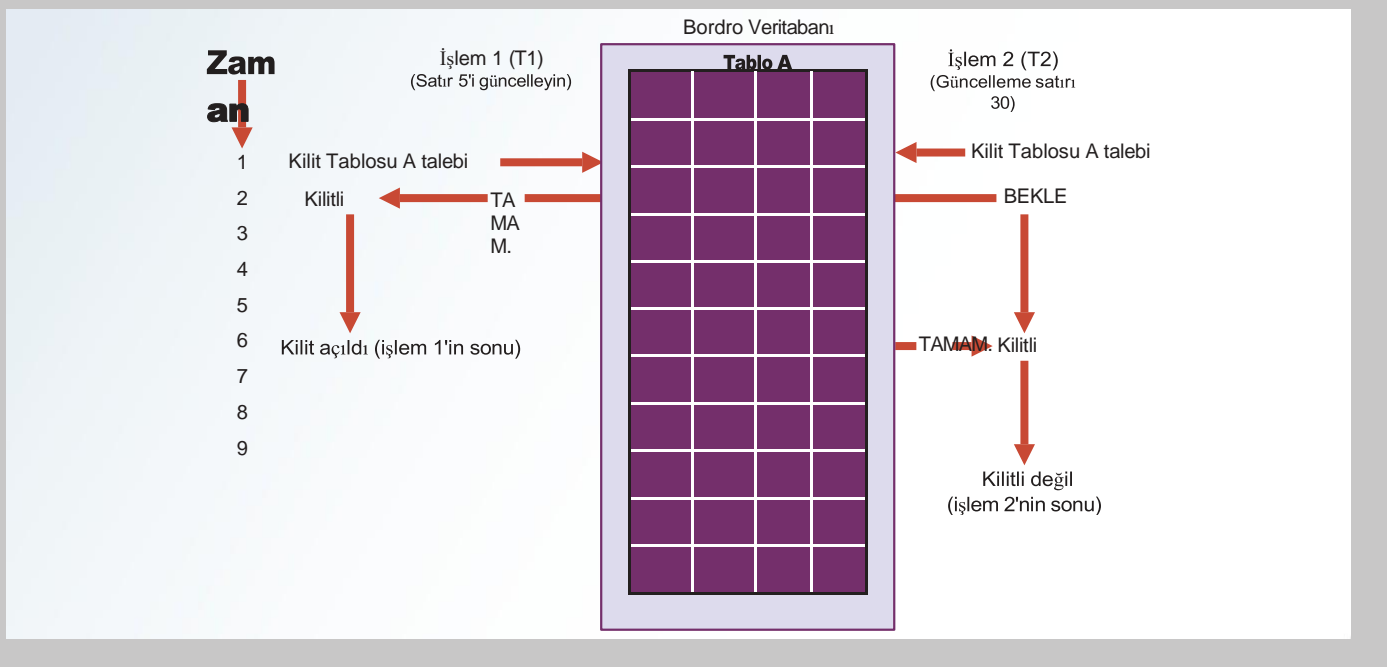 Bordro Veritabanı
Tablo A
Zam
an
İşlem 1 (T1)
(Satır 5'i güncelleyin)
İşlem 2 (T2)
(Güncelleme satırı
30)
1
Kilit Tablosu A talebi
Kilit Tablosu A talebi
2
Kilitli
TA
MA
M.
BEKLE
3
4
5
6
Kilit açıldı (işlem 1'in sonu)
TAMAM. Kilitli
7
8
9
Kilitli değil
(işlem 2'nin sonu)